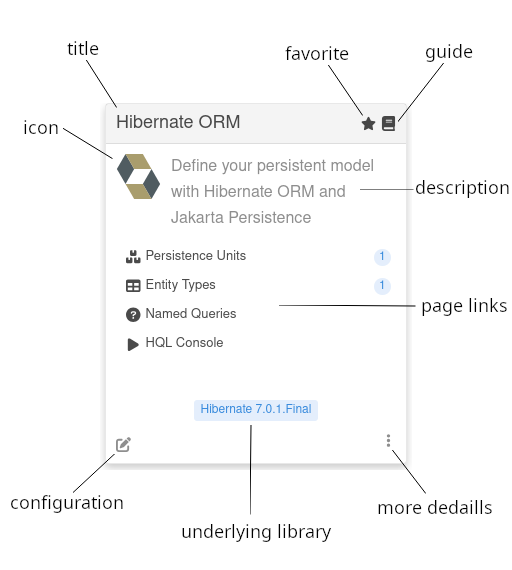 title
favorite
guide
Hibernate ORM
icon
Define your persistent model
with Hibernate ORM and
Jakarta Persistence
description
Persistence Units 1
Entity Types 1
page links
Named Queries
HQL Console
Hibernate 7.0.1.Final
configuration
more dedaills
underlying library